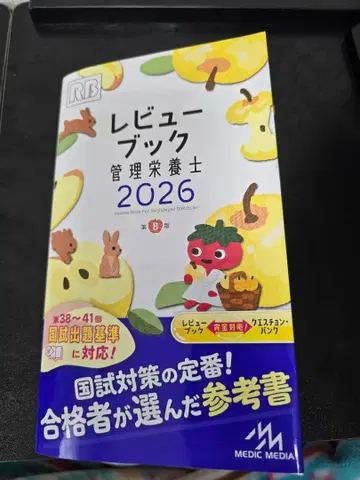 RB
レビュー
ブック
管理栄養士
2026
第8版
第38〜41回
国試出題基準
に対応!
レビュー
ブック
完全対応!
クエスチョン・
バンク
国試対策の定番!
合格者が選んだ参考書
MEDIC MEDIA